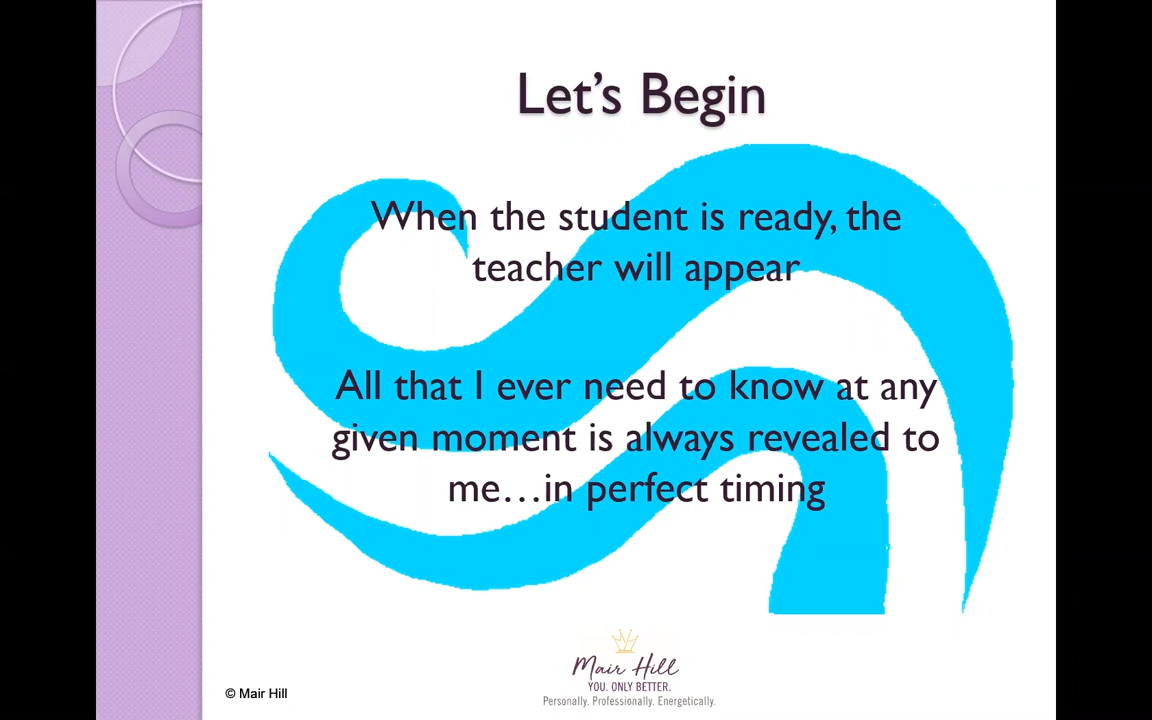 Let's Begin
When the student is ready, the
teacher will appear
All that I ever need to know at any
given moment is always revealed to
me…in perfect timing
Mair Hill
YOU. ONLY BETTER.
Personally. Professionally. Energetically.
© Mair Hill